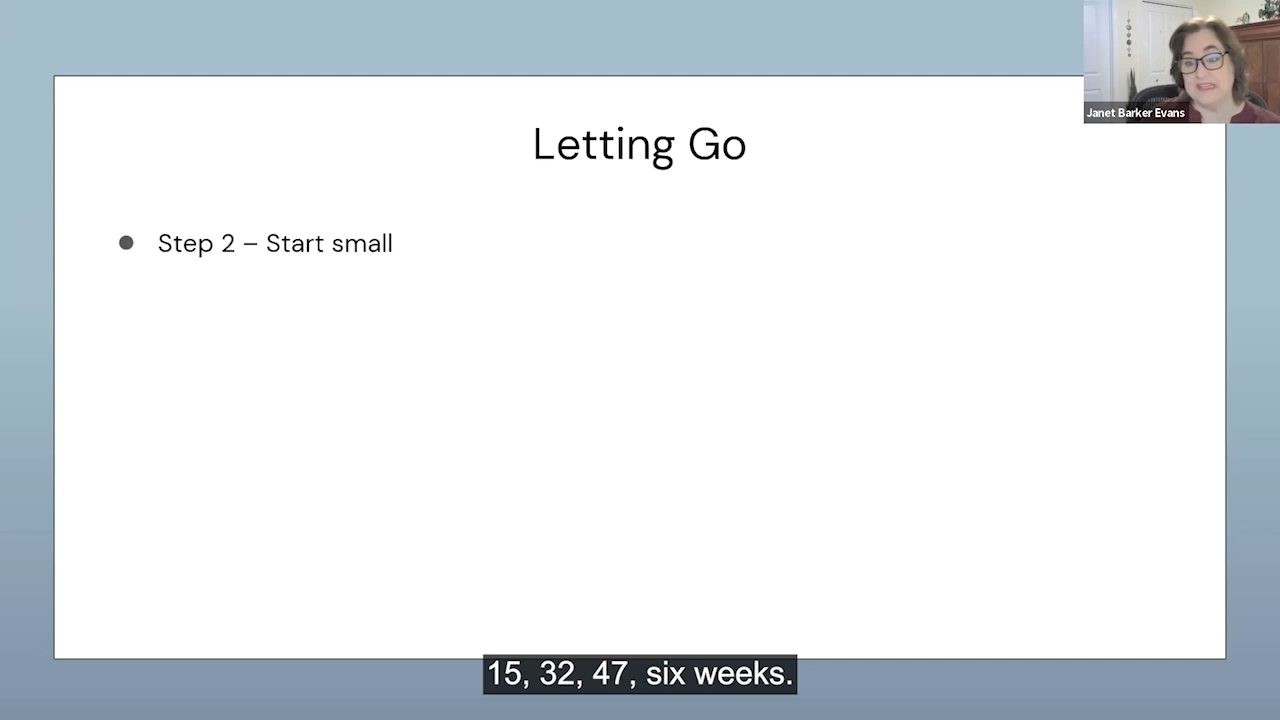 Janet Barker Evans
Letting Go
● Step 2 – Start small
15, 32, 47, six weeks.